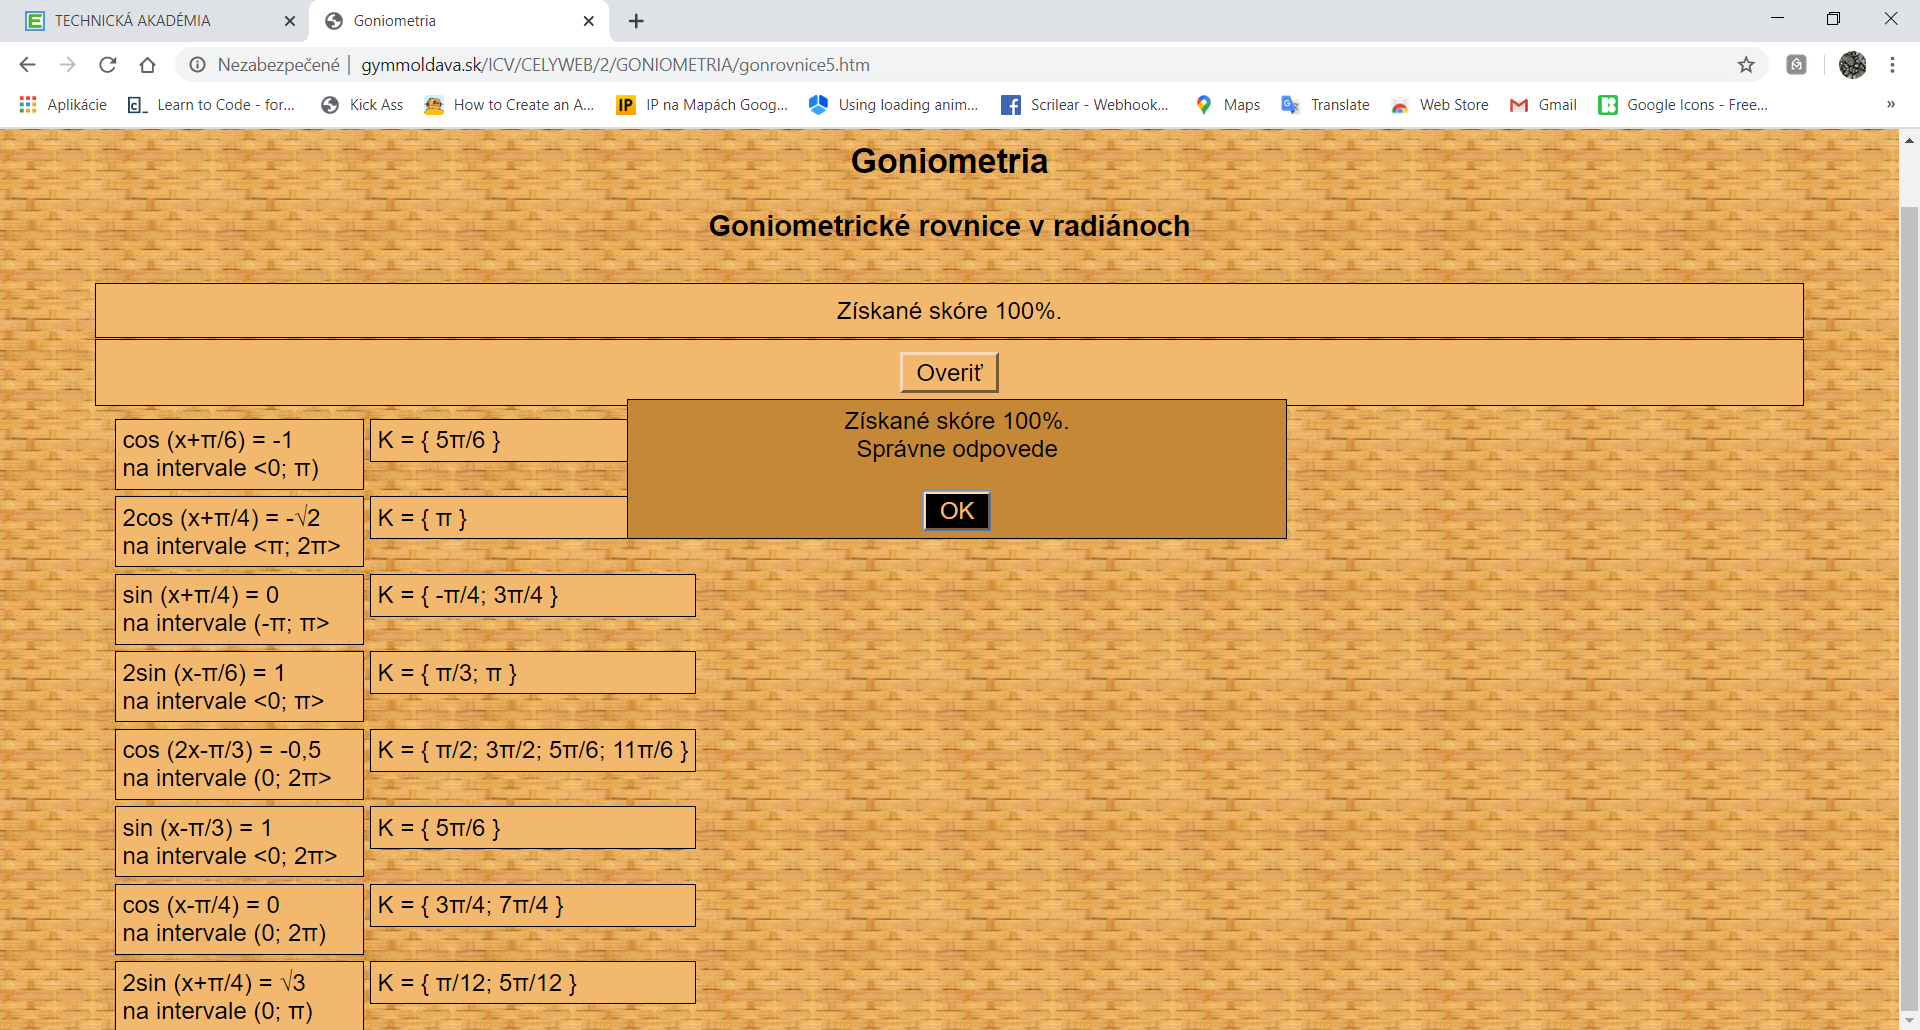 TECHNICKÁ AKADÉMIA
Goniometria
Nezabezpečené | gymmoldava.sk/ICV/CELYWEB/2/GONIOMETRIA/gonrovnice5.htm
Aplikácie
Learn to Code - for...
Kick Ass
How to Create an A...
IP na Mapách Goog...
Using loading anim...
Scrilear - Webhook...
Maps
Translate
Web Store
Gmail
Google Icons - Free...
»
Goniometria
Goniometrické rovnice v radiánoch
Získané skóre 100%.
Overiť
Získané skóre 100%.
Správne odpovede
OK
cos (x+π/6) = -1
na intervale <0; π)
K = { 5π/6 }
2cos (x+π/4) = -√2
na intervale <π; 2π>
K = { π }
sin (x+π/4) = 0
na intervale (-π; π>
K = { -π/4; 3π/4 }
2sin (x-π/6) = 1
na intervale <0; π>
K = { π/3; π }
cos (2x-π/3) = -0,5
na intervale (0; 2π>
K = { π/2; 3π/2; 5π/6; 11π/6 }
sin (x-π/3) = 1
na intervale <0; 2π>
K = { 5π/6 }
cos (x-π/4) = 0
na intervale (0; 2π)
K = { 3π/4; 7π/4 }
2sin (x+π/4) = √3
na intervale (0; π)
K = { π/12; 5π/12 }